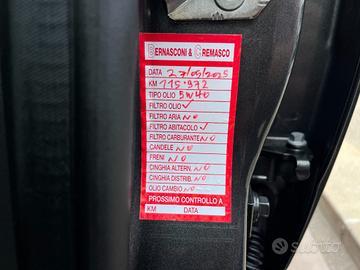 BERNASCONI & CREMASCO
DATA 27/05/2025
KM 115.972
TIPO OLIO 5W40
FILTRO OLIO ✓
FILTRO ARIA NO
FILTRO ABITACOLO ✓
FILTRO CARBURANTE NO
CANDELE NO
FRENI NO
CINGHIA ALTERN. NO
CINGHIA DISTRIB. NO
OLIO CAMBIO NO
PROSSIMO CONTROLLO A
KM DATA
subito